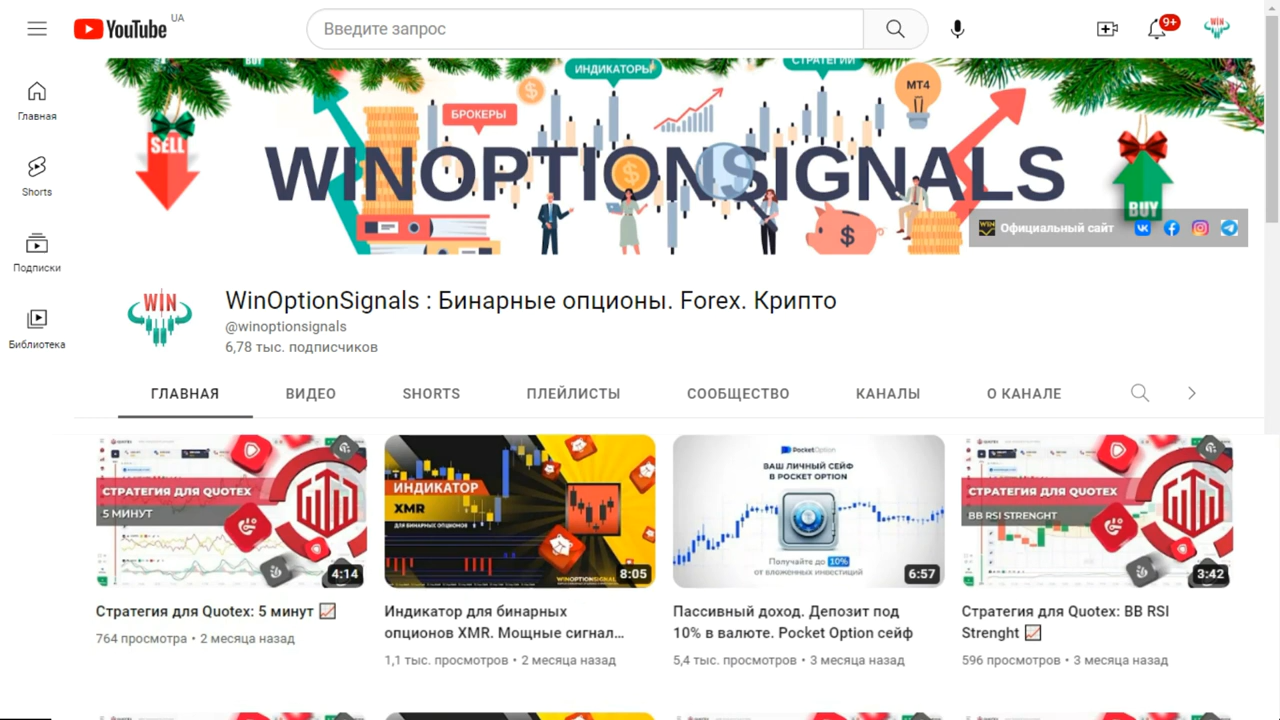 YouTube
UA
Введите запрос
9+
WIN
Главная
Shorts
Подписки
Библиотека
BUY
ИНДИКАТОРЫ
СТРАТЕГИИ
MT4
БРОКЕРЫ
SELL
WINOPTIONSIGNALS
BUY
Официальный сайт
WIN
WinOptionSignals : Бинарные опционы. Forex. Крипто
@winoptionsignals
6,78 тыс. подписчиков
ГЛАВНАЯ
ВИДЕО
SHORTS
ПЛЕЙЛИСТЫ
СООБЩЕСТВО
КАНАЛЫ
О КАНАЛЕ
СТРАТЕГИЯ ДЛЯ QUOTEX
5 МИНУТ
4:14
ИНДИКАТОР
XMR
ДЛЯ БИНАРНЫХ ОПЦИОНОВ
WINOPTIONSIGNAL
8:05
PocketOption
ВАШ ЛИЧНЫЙ СЕЙФ
В POCKET OPTION
Получайте до 10%
от вложенных инвестиций
6:57
СТРАТЕГИЯ ДЛЯ QUOTEX
BB RSI STRENGHT
3:42
Стратегия для Quotex: 5 минут 📈
764 просмотра • 2 месяца назад
Индикатор для бинарных
опционов XMR. Мощные сигнал...
1,1 тыс. просмотров • 2 месяца назад
Пассивный доход. Депозит под
10% в валюте. Pocket Option сейф
5,4 тыс. просмотров • 3 месяца назад
Стратегия для Quotex: BB RSI
Strenght 📈
596 просмотров • 3 месяца назад